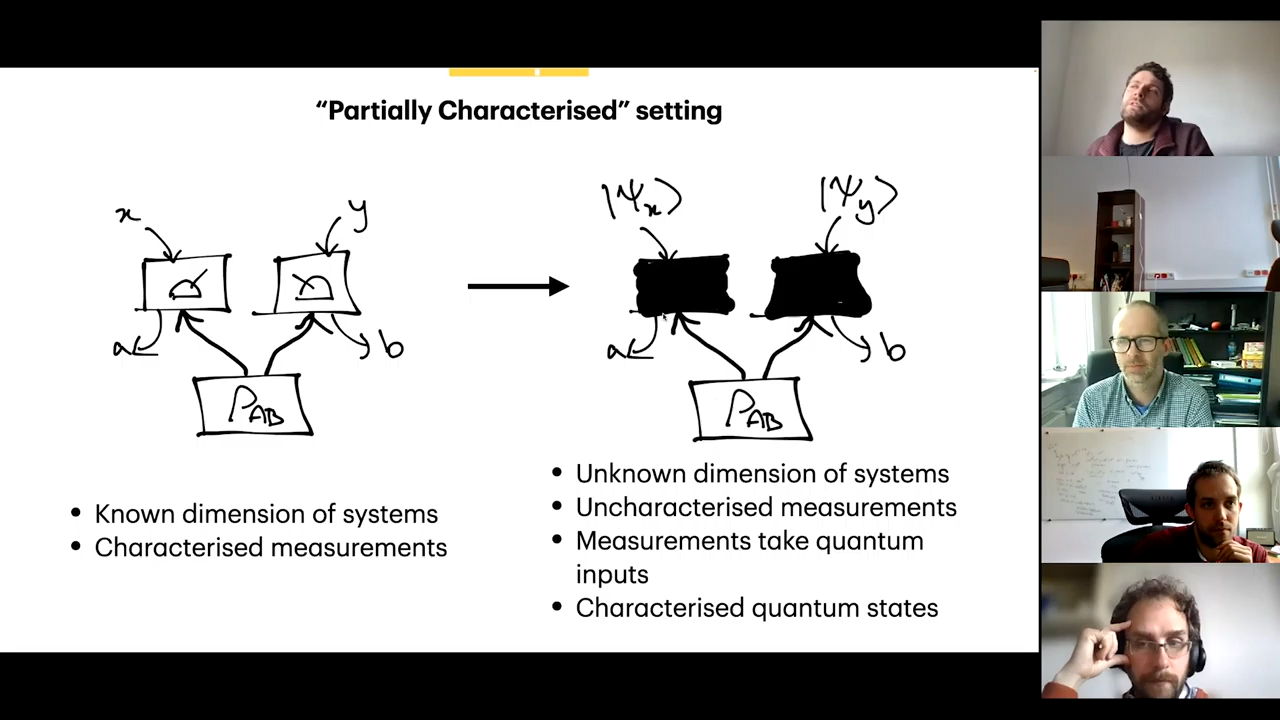 “Partially Characterised” setting
x
y
|Ψx⟩
|Ψy⟩
a
b
a
b
ρAB
ρAB
• Known dimension of systems
• Characterised measurements
• Unknown dimension of systems
• Uncharacterised measurements
• Measurements take quantum
inputs
• Characterised quantum states